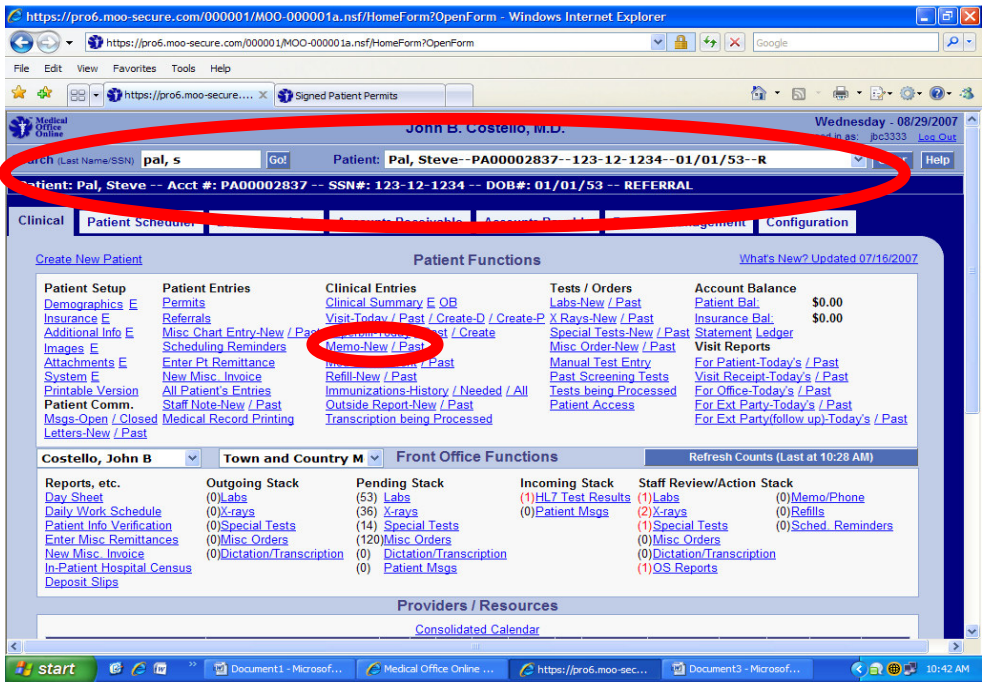 https://pro6.moo-secure.com/000001/MOO-000001a.nsf/HomeForm?OpenForm - Windows Internet Explorer
https://pro6.moo-secure.com/000001/MOO-000001a.nsf/HomeForm?OpenForm
Google
File Edit View Favorites Tools Help
https://pro6.moo-secure.... Signed Patient Permits
Medical Office Online
John B. Costello, M.D.
Wednesday - 08/29/2007
in as: jbc3333 Log Out
(Last Name/SSN) pal, s Go! Patient: Pal, Steve--PA00002837--123-12-1234--01/01/53--R Help
Patient: Pal, Steve -- Acct #: PA00002837 -- SSN#: 123-12-1234 -- DOB#: 01/01/53 -- REFERRAL
Clinical Patient Scheduler Configuration
Create New Patient Patient Functions What's New? Updated 07/16/2007
Patient Setup Patient Entries Clinical Entries Tests / Orders Account Balance
Demographics E Permits Clinical Summary E OB Labs-New / Past Patient Bal: $0.00
Insurance E Referrals Visit-Today / Past / Create-D / Create-P X Rays-New / Past Insurance Bal: $0.00
Additional Info E Misc Chart Entry-New / Past / Create Special Tests-New / Past Statement Ledger
Images E Scheduling Reminders Memo-New / Past Misc Order-New / Past Visit Reports
Attachments E Enter Pt Remittance / Past Manual Test Entry For Patient-Today's / Past
System E New Misc. Invoice Refill-New / Past Past Screening Tests Visit Receipt-Today's / Past
Printable Version All Patient's Entries Immunizations-History / Needed / All Tests being Processed For Office-Today's / Past
Patient Comm. Staff Note-New / Past Outside Report-New / Past Patient Access For Ext Party-Today's / Past
Msgs-Open / Closed Medical Record Printing Transcription being Processed For Ext Party(follow up)-Today's / Past
Letters-New / Past
Costello, John B Town and Country M Front Office Functions Refresh Counts (Last at 10:28 AM)
Reports, etc. Outgoing Stack Pending Stack Incoming Stack Staff Review/Action Stack
Day Sheet (0)Labs (53) Labs (1)HL7 Test Results (1)Labs (0)Memo/Phone
Daily Work Schedule (0)X-rays (36) X-rays (0)Patient Msgs (2)X-rays (0)Refills
Patient Info Verification (0)Special Tests (14) Special Tests (1)Special Tests (0)Sched. Reminders
Enter Misc Remittances (0)Misc Orders (120)Misc Orders (0)Misc Orders
New Misc. Invoice (0)Dictation/Transcription (0) Dictation/Transcription (0)Dictation/Transcription
In-Patient Hospital Census (0) Patient Msgs (1)OS Reports
Deposit Slips
Providers / Resources
Consolidated Calendar
start Document1 - Microsof... Medical Office Online ... https://pro6.moo-sec... Document3 - Microsof... 10:42 AM